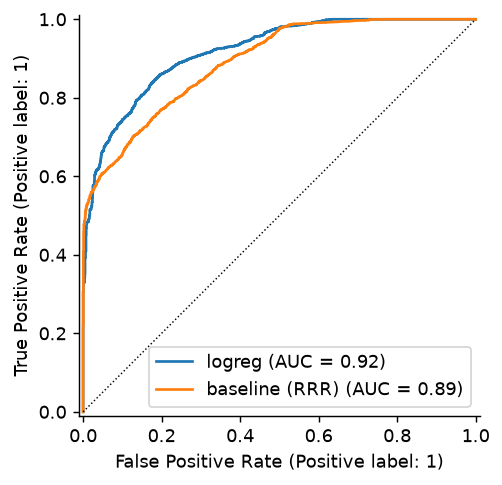 1.0
0.8
0.6
0.4
0.2
0.0
True Positive Rate (Positive label: 1)
logreg (AUC = 0.92)
baseline (RRR) (AUC = 0.89)
0.0 0.2 0.4 0.6 0.8 1.0
False Positive Rate (Positive label: 1)